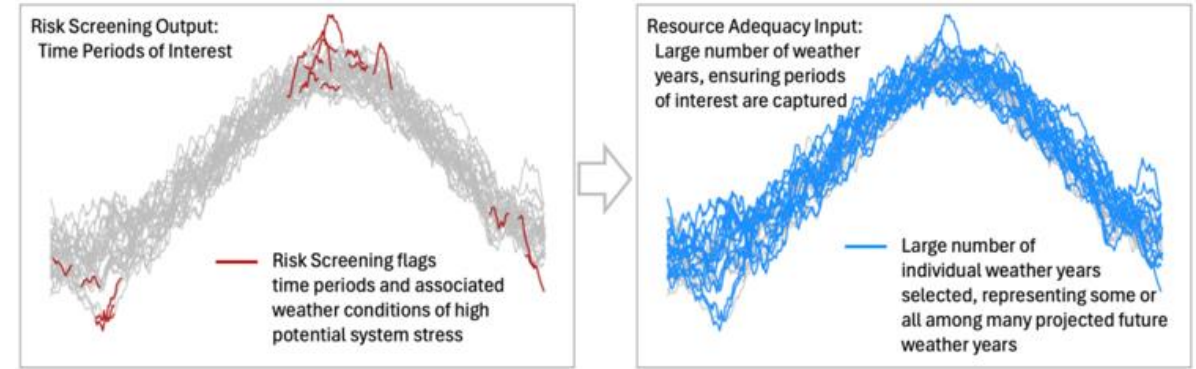 Risk Screening Output:
Time Periods of Interest
Risk Screening flags
time periods and associated
weather conditions of high
potential system stress
Resource Adequacy Input:
Large number of weather
years, ensuring periods
of interest are captured
Large number of
individual weather years
selected, representing some or
all among many projected future
weather years